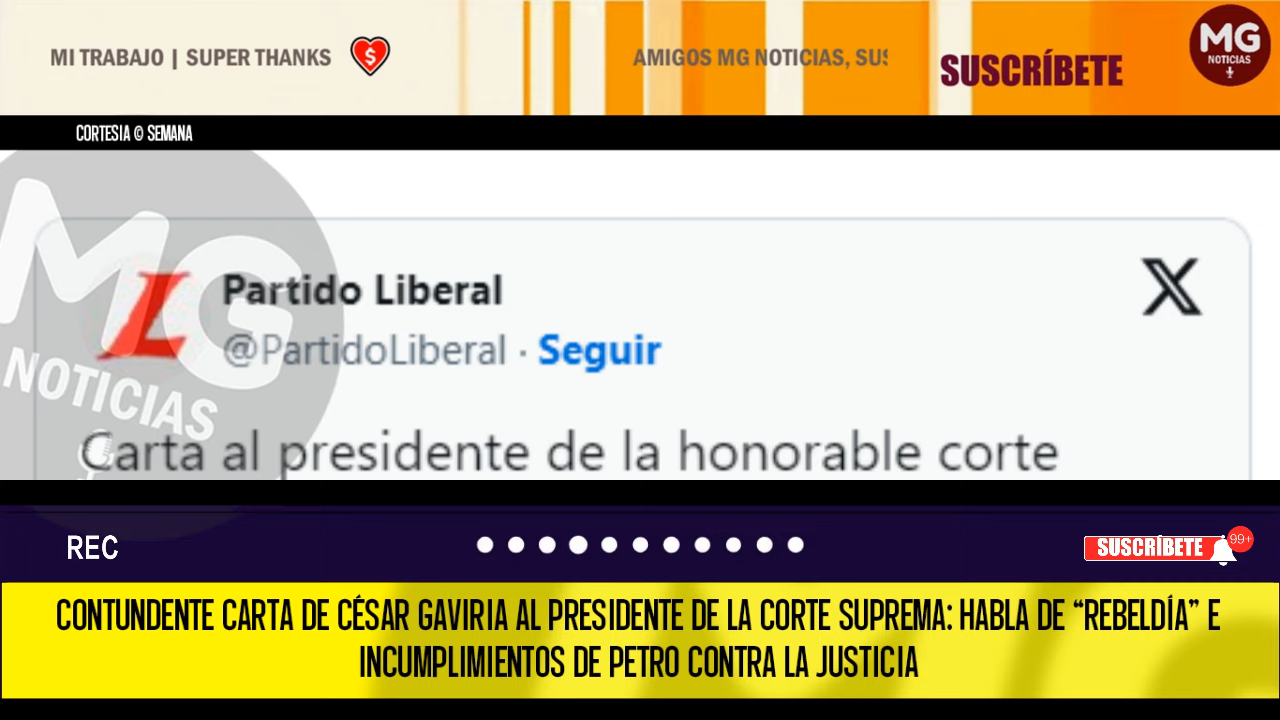 MI TRABAJO | SUPER THANKS
AMIGOS MG NOTICIAS, SUS
SUSCRÍBETE
MG
NOTICIAS
CORTESIA © SEMANA
MG
NOTICIAS
Partido Liberal
@PartidoLiberal · Seguir
Carta al presidente de la honorable corte
REC
SUSCRÍBETE
99+
CONTUNDENTE CARTA DE CÉSAR GAVIRIA AL PRESIDENTE DE LA CORTE SUPREMA: HABLA DE “REBELDÍA” E
INCUMPLIMIENTOS DE PETRO CONTRA LA JUSTICIA